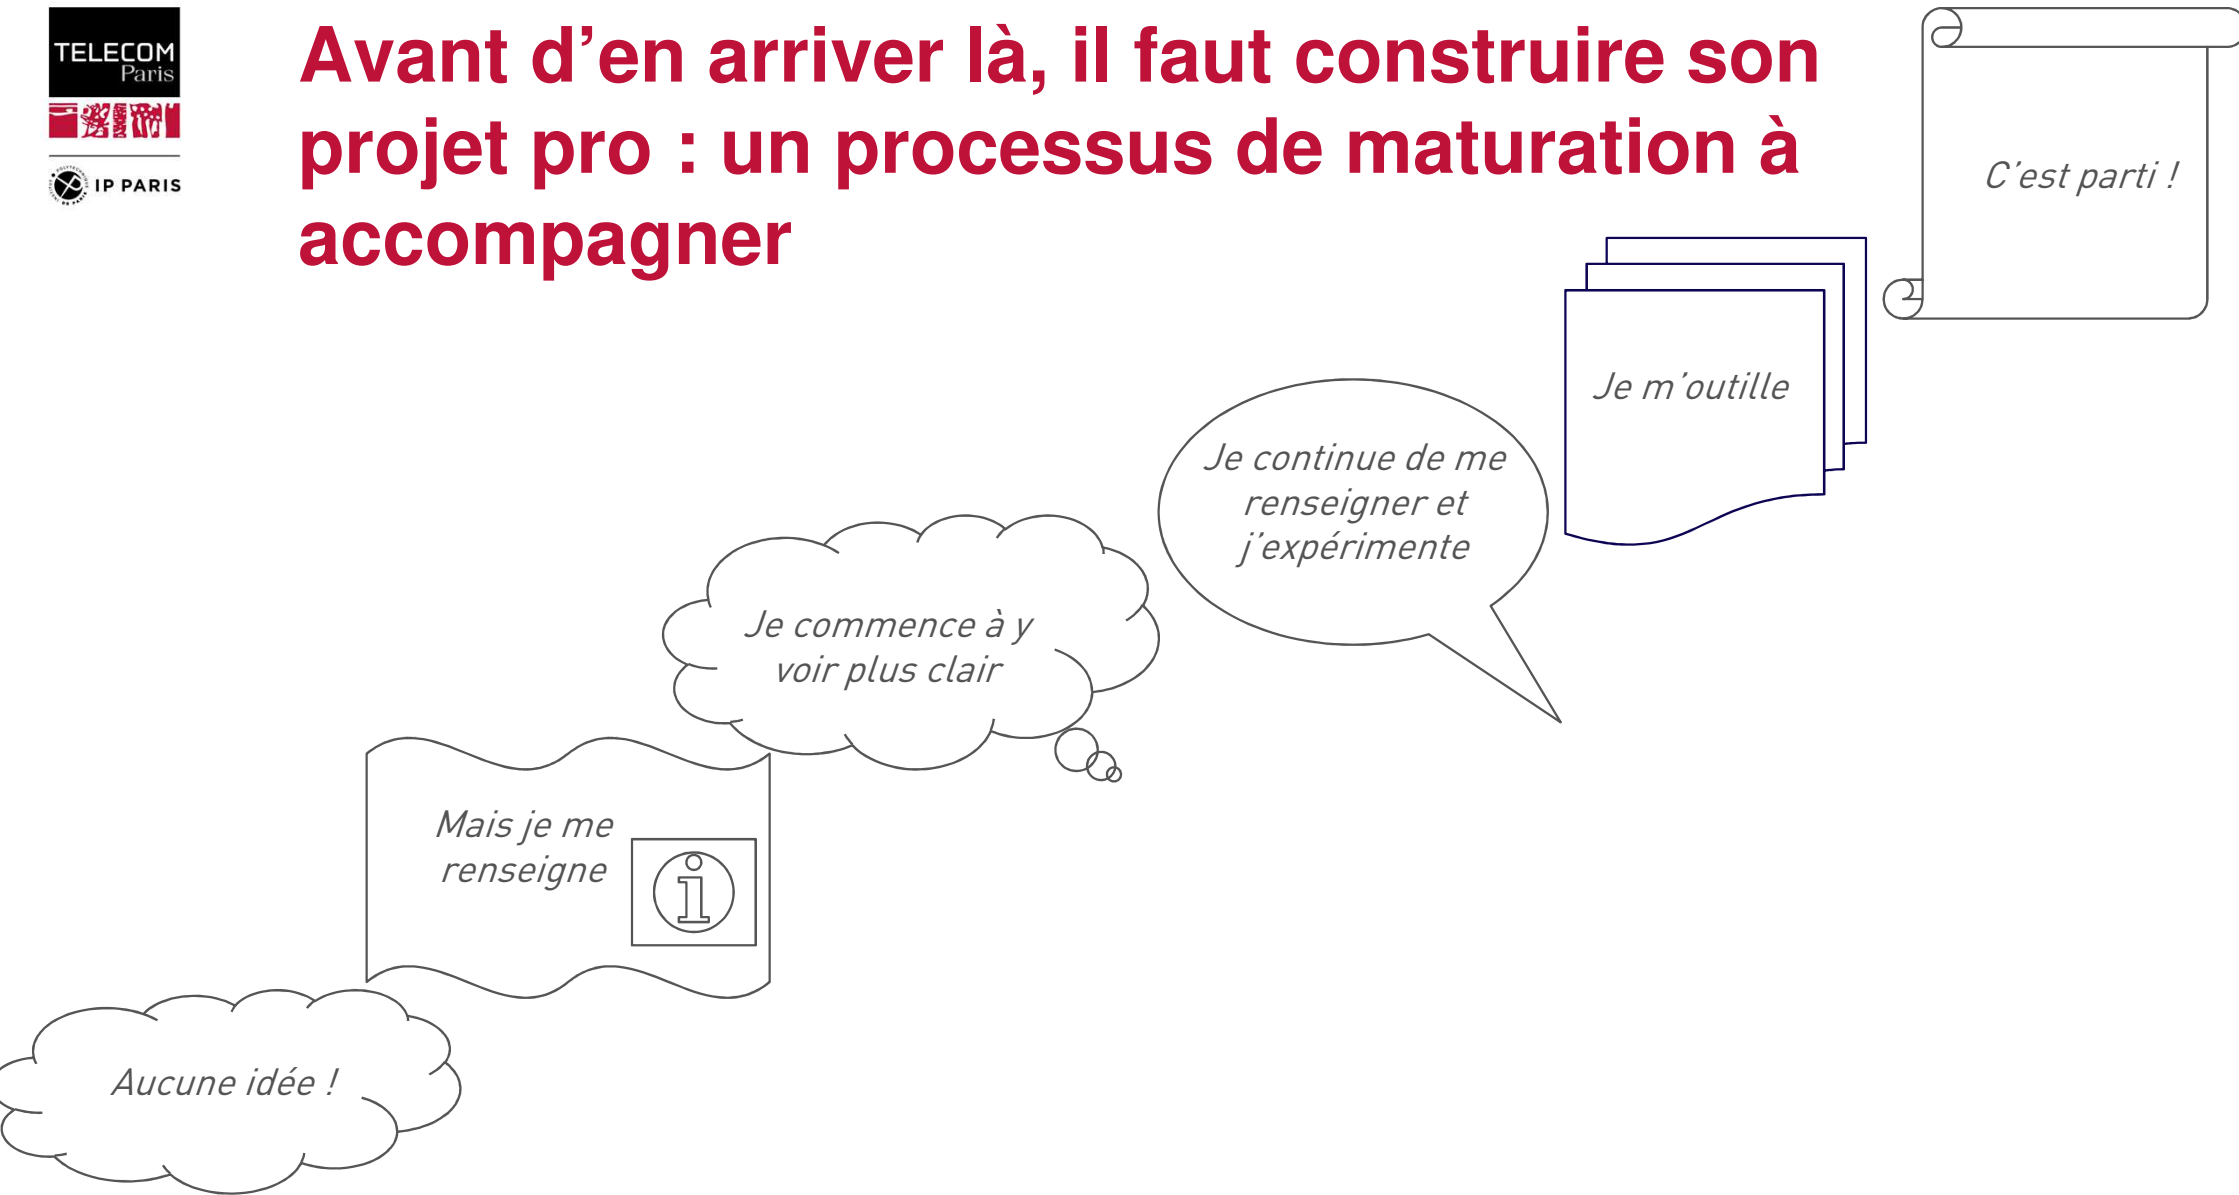 TELECOM
Paris
IP PARIS
Avant d’en arriver là, il faut construire son
projet pro : un processus de maturation à
accompagner
C’est parti !
Je m’outille
Je continue de me
renseigner et
j’expérimente
Je commence à y
voir plus clair
Mais je me
renseigne
i
Aucune idée !